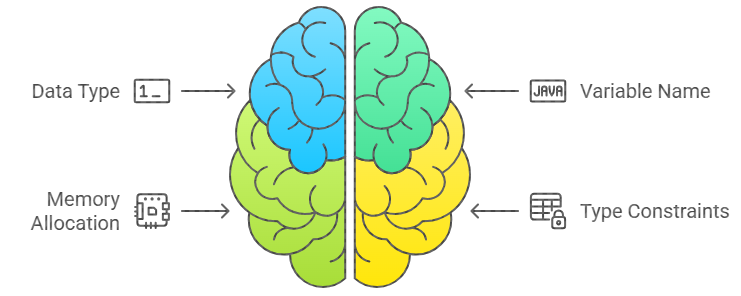 Data Type
1_
JAVA
Variable Name
Memory
Allocation
Type Constraints